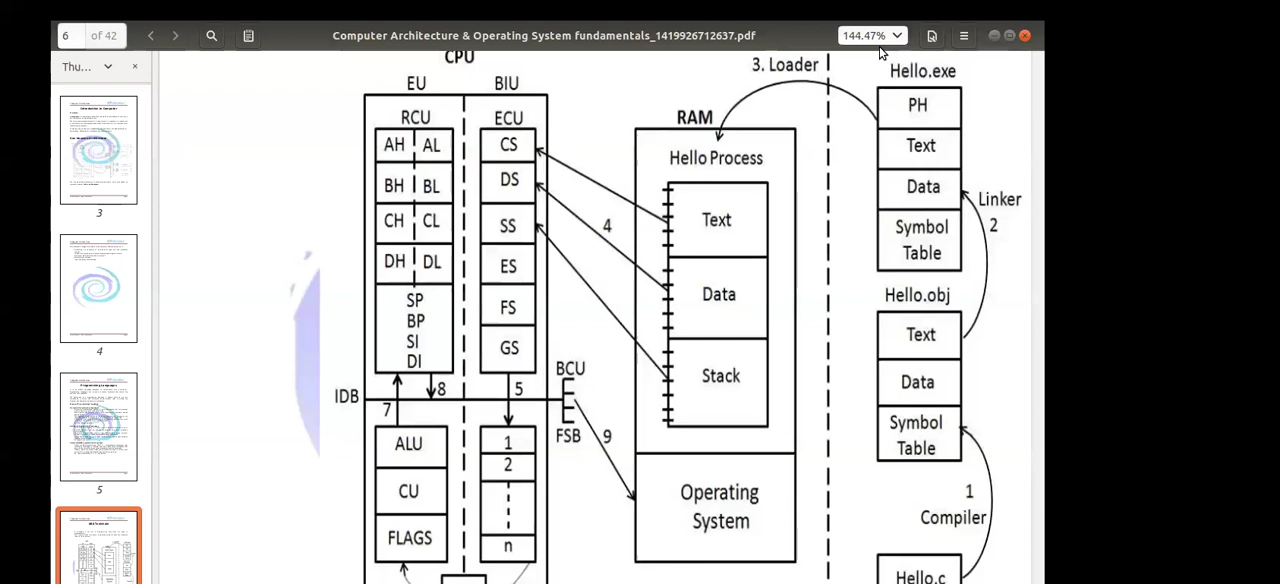 6 of 42
Computer Architecture & Operating System fundamentals_1419926712637.pdf
144.47%
Thu...
3
4
5
CPU
EU
BIU
RCU
ECU
AH AL
BH BL
CH CL
DH DL
SP
BP
SI
DI
CS
DS
SS
ES
FS
GS
IDB
7
8
5
BCU
FSB
9
ALU
CU
FLAGS
1
2
n
4
3. Loader
RAM
Hello Process
Text
Data
Stack
Operating
System
Hello.exe
PH
Text
Data
Symbol
Table
Linker
2
Hello.obj
Text
Data
Symbol
Table
1
Compiler
Hello.c